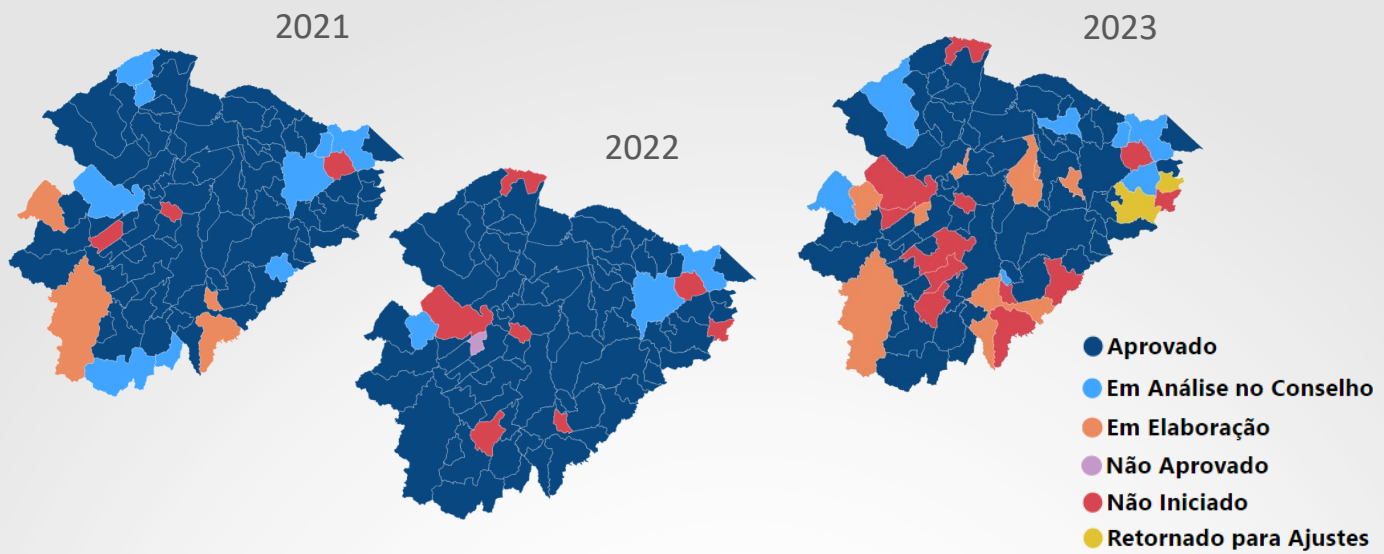 2021
2022
2023
Aprovado
Em Análise no Conselho
Em Elaboração
Não Aprovado
Não Iniciado
Retornado para Ajustes